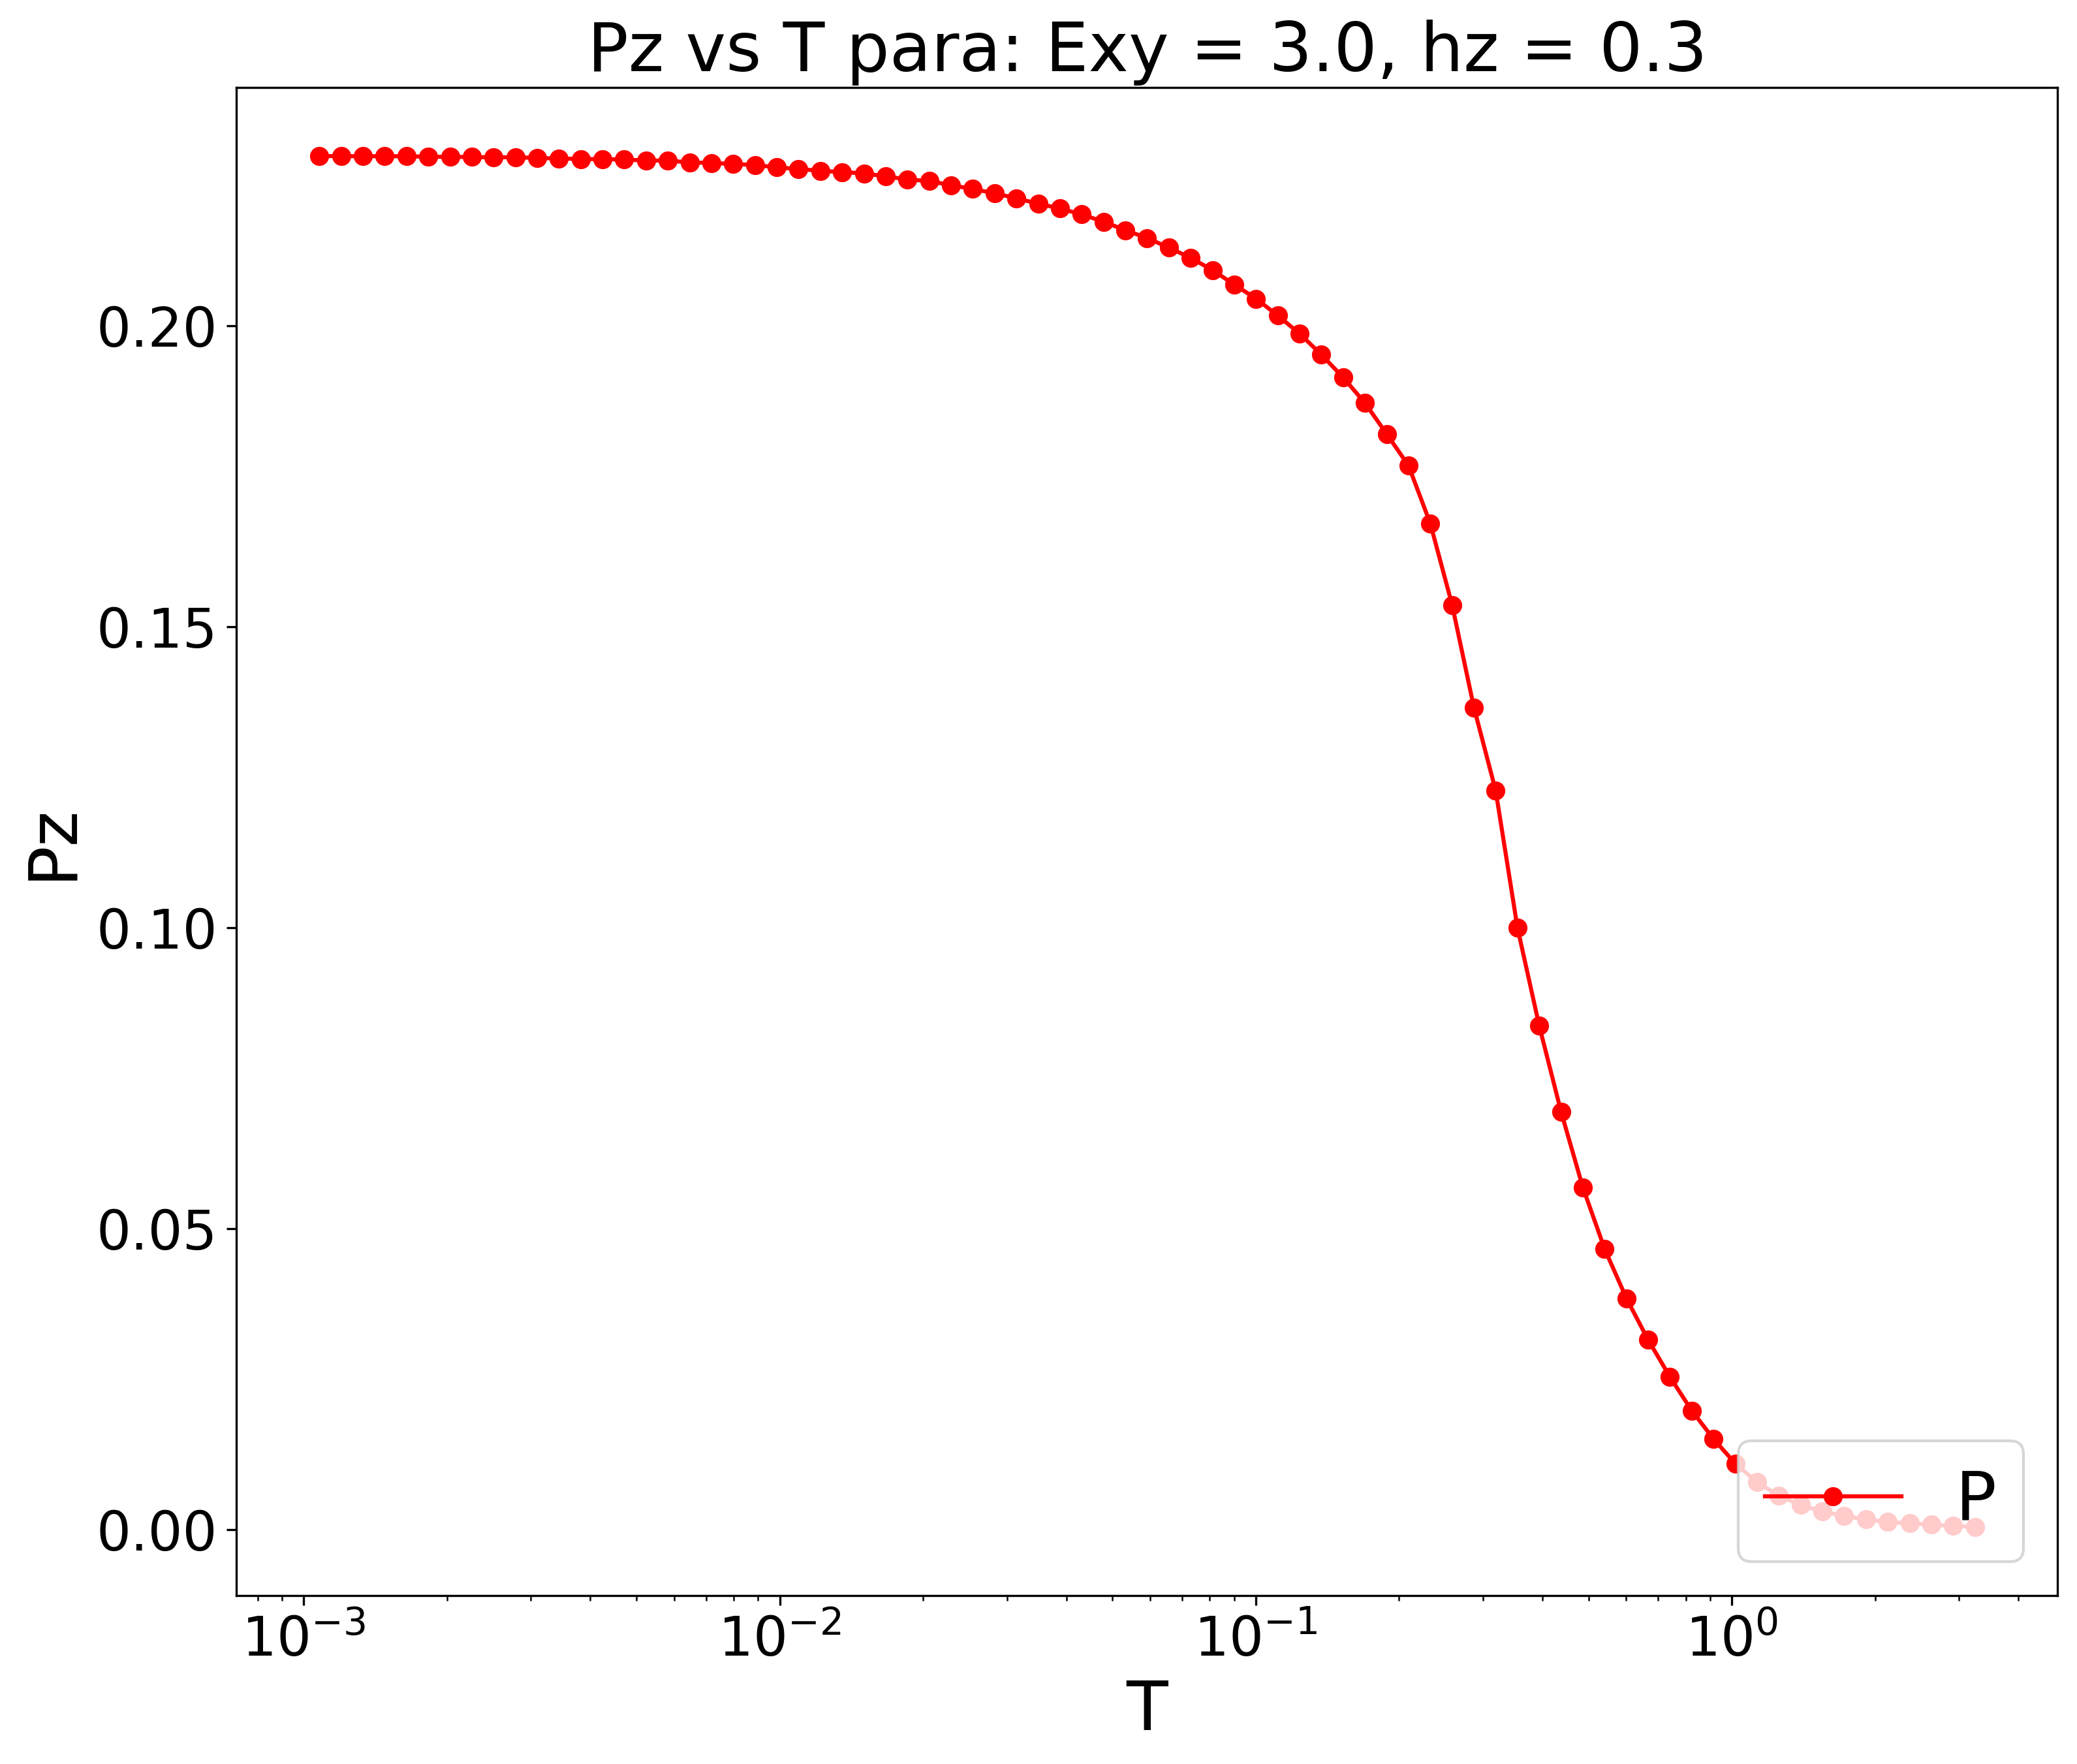 Pz vs T para: Exy = 3.0, hz = 0.3
Pz
0.20
0.15
0.10
0.05
0.00
P
10⁻³ 10⁻² 10⁻¹ 10⁰
T